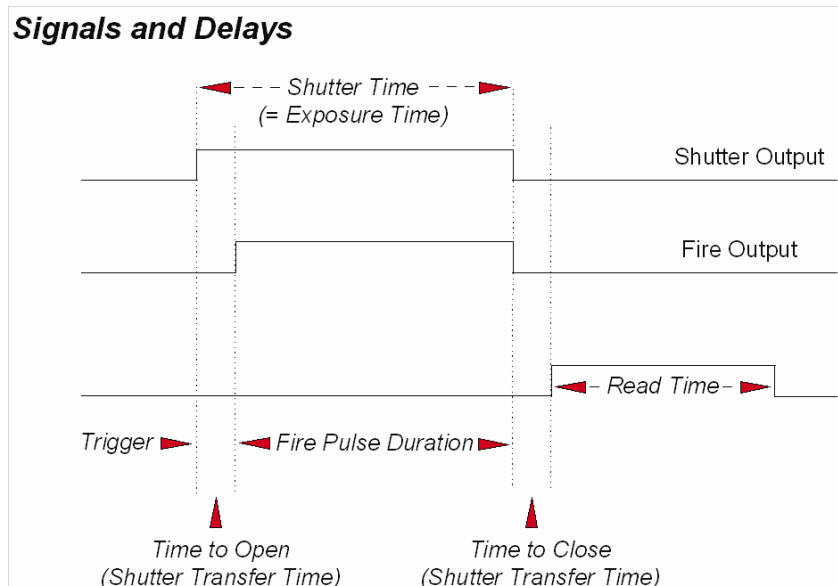 Signals and Delays
Shutter Time
(= Exposure Time)
Shutter Output
Fire Output
Read Time
Trigger
Fire Pulse Duration
Time to Open
(Shutter Transfer Time)
Time to Close
(Shutter Transfer Time)